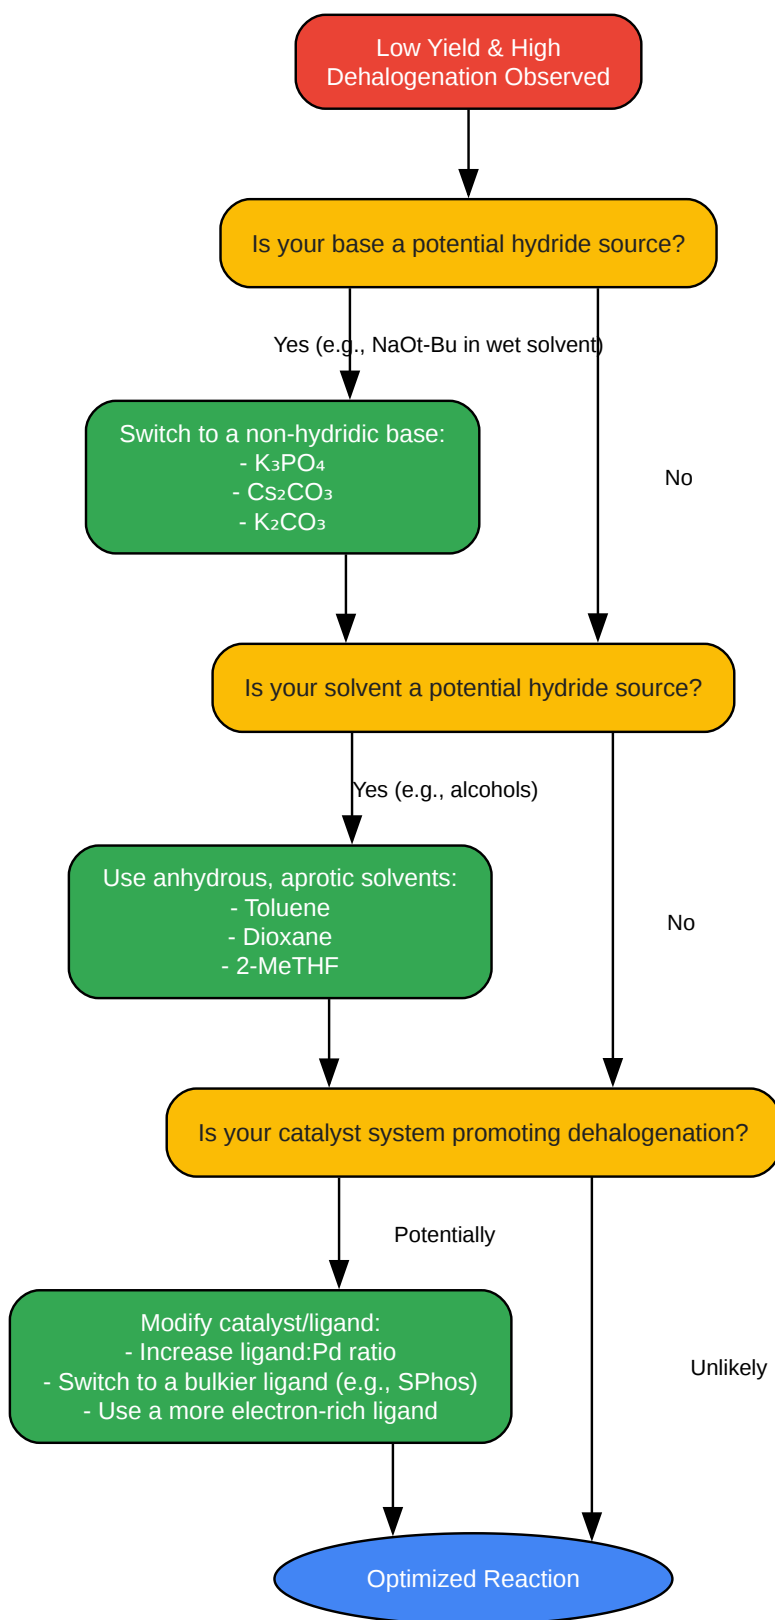 Low Yield & High
Dehalogenation Observed
Is your base a potential hydride source?
Yes (e.g., NaOt-Bu in wet solvent)
Switch to a non-hydridic base:
- K₃PO₄
- Cs₂CO₃
- K₂CO₃
No
Is your solvent a potential hydride source?
Yes (e.g., alcohols)
Use anhydrous, aprotic solvents:
- Toluene
- Dioxane
- 2-MeTHF
No
Is your catalyst system promoting dehalogenation?
Potentially
Modify catalyst/ligand:
- Increase ligand:Pd ratio
- Switch to a bulkier ligand (e.g., SPhos)
- Use a more electron-rich ligand
Unlikely
Optimized Reaction